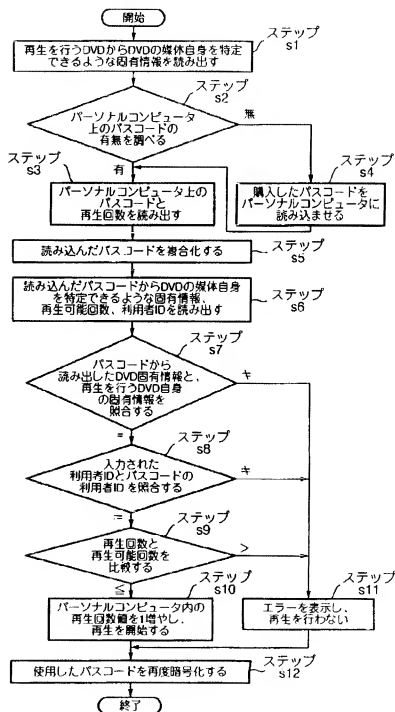 開始
ステップ
s1
再生を行うDVDからDVDの媒体自身を特定
できるような固有情報を読み出す
ステップ
s2
パーソナルコンピュータ
上のパスコードの
有無を調べる
無
有
ステップ
s3
パーソナルコンピュータ上の
パスコードと
再生回数を読み出す
ステップ
s4
購入したパスコードを
パーソナルコンピュータに
読み込ませる
ステップ
s5
読み込んだパスコードを複合化する
ステップ
s6
読み込んだパスコードからDVDの媒体自身
を特定できるような固有情報、
再生可能回数、利用者IDを読み出す
ステップ
s7
パスコードから
読み出したDVD固有情報と、
再生を行うDVD自身
の固有情報を
照合する
キ
=
ステップ
s8
入力された
利用者IDとパスコードの
利用者IDを照合する
キ
=
ステップ
s9
再生回数と
再生可能回数を
比較する
>
≦
ステップ
s10
パーソナルコンピュータ内の
再生回数値を1増やし、
再生を開始する
ステップ
s11
エラーを表示し、
再生を行わない
ステップ
s12
使用したパスコードを再度暗号化する
終了